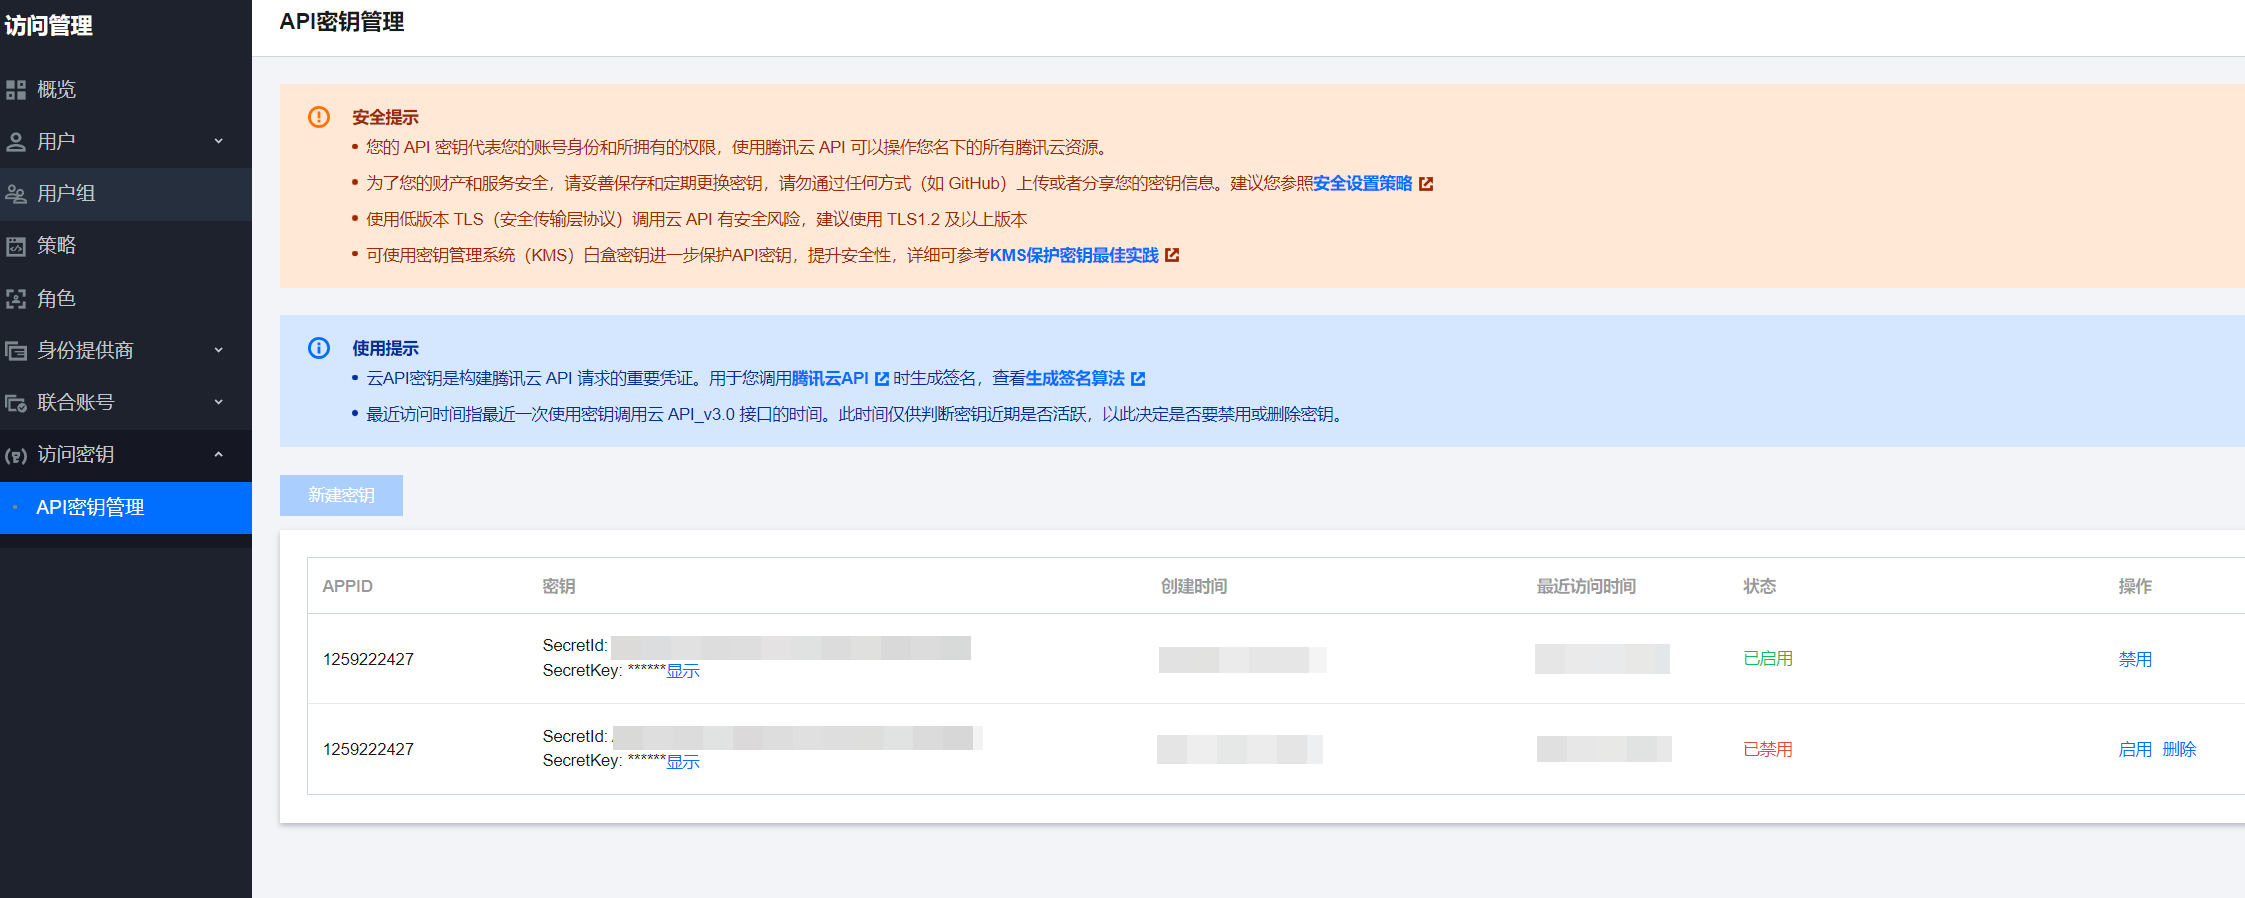 访问管理
概览
用户
用户组
策略
角色
身份提供商
联合账号
访问密钥
API密钥管理
API密钥管理
安全提示
您的 API 密钥代表您的账号身份和所拥有的权限，使用腾讯云 API 可以操作您名下的所有腾讯云资源。
为了您的财产和服务安全，请妥善保存和定期更换密钥，请勿通过任何方式（如 GitHub）上传或者分享您的密钥信息。建议您参照安全设置策略
使用低版本 TLS（安全传输层协议）调用云 API 有安全风险，建议使用 TLS1.2 及以上版本
可使用密钥管理系统（KMS）白盒密钥进一步保护API密钥，提升安全性，详细可参考KMS保护密钥最佳实践
使用提示
云API密钥是构建腾讯云 API 请求的重要凭证。用于您调用腾讯云API 时生成签名，查看生成签名算法
最近访问时间指最近一次使用密钥调用云 API_v3.0 接口的时间。此时间仅供判断密钥近期是否活跃，以此决定是否要禁用或删除密钥。
新建密钥
APPID 密钥 创建时间 最近访问时间 状态 操作
SecretId:
1259222427 已启用 禁用
SecretKey: ******显示
SecretId:
1259222427 已禁用 启用 删除
SecretKey: ******显示